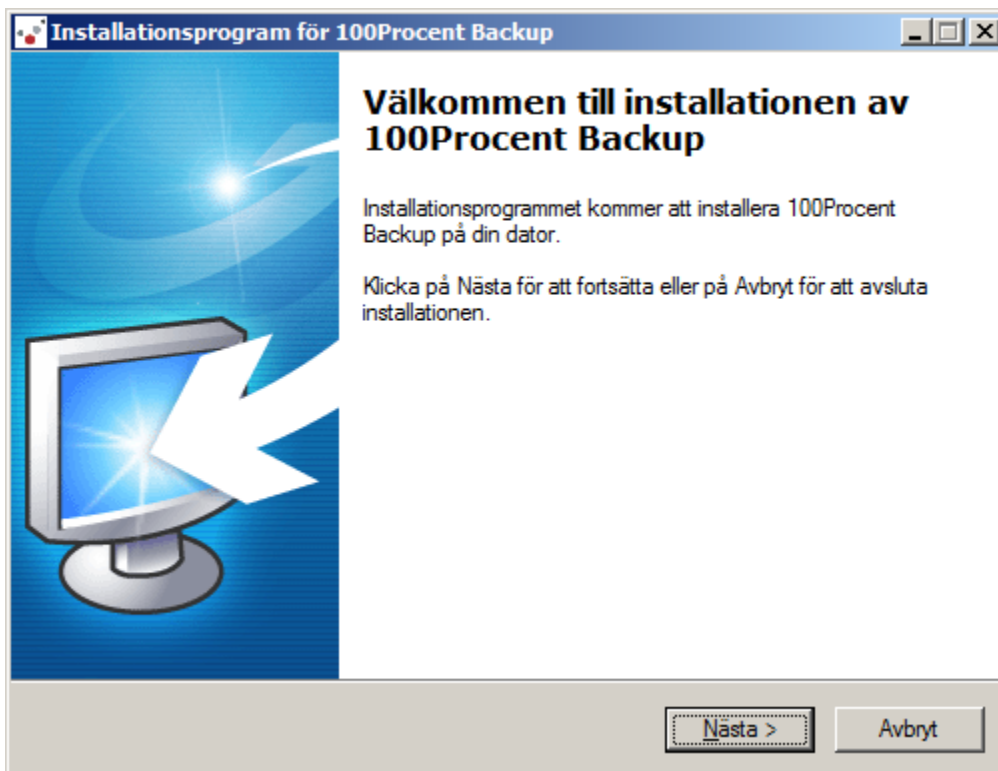 Installationsprogram för 100Procent Backup
Välkommen till installationen av
100Procent Backup
Installationsprogrammet kommer att installera 100Procent
Backup på din dator.
Klicka på Nästa för att fortsätta eller på Avbryt för att avsluta
installationen.
Nästa >
Avbryt